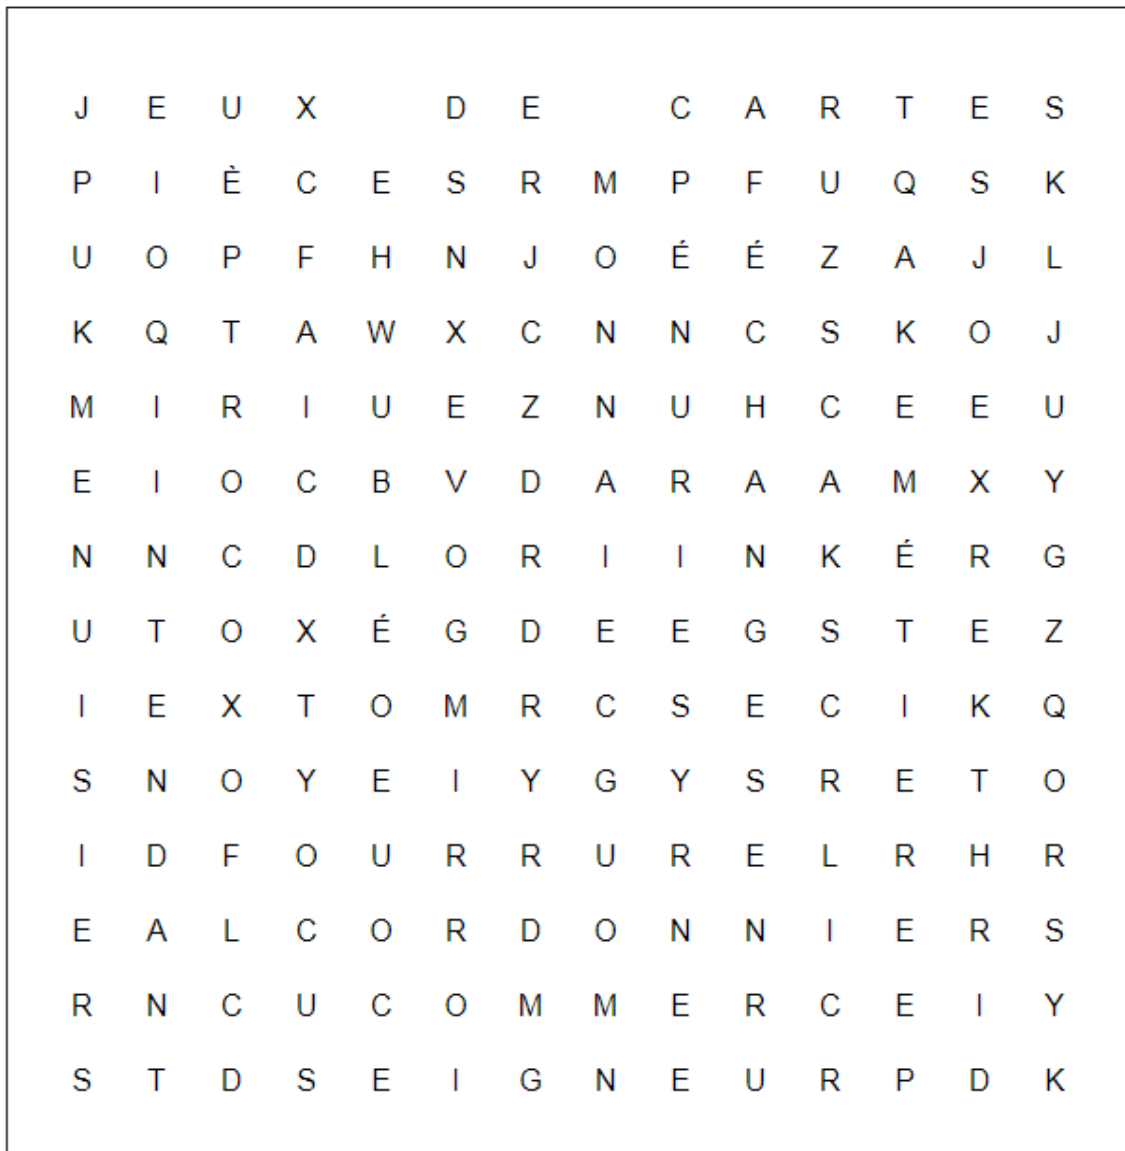 J E U X   D E   C A R T E S
P I È C E S R M P F U Q S K
U O P F H N J O É É Z A J L
K Q T A W X C N N C S K O J
M I R I U E Z N U H C E E U
E I O C B V D A R A A M X Y
N N C D L O R I I N K É R G
U T O X É G D E E G S T E Z
I E X T O M R C S E C I K Q
S N O Y E I Y G Y S R E T O
I D F O U R R U R E L R H R
E A L C O R D O N N I E R S
R N C U C O M M E R C E I Y
S T D S E I G N E U R P D K